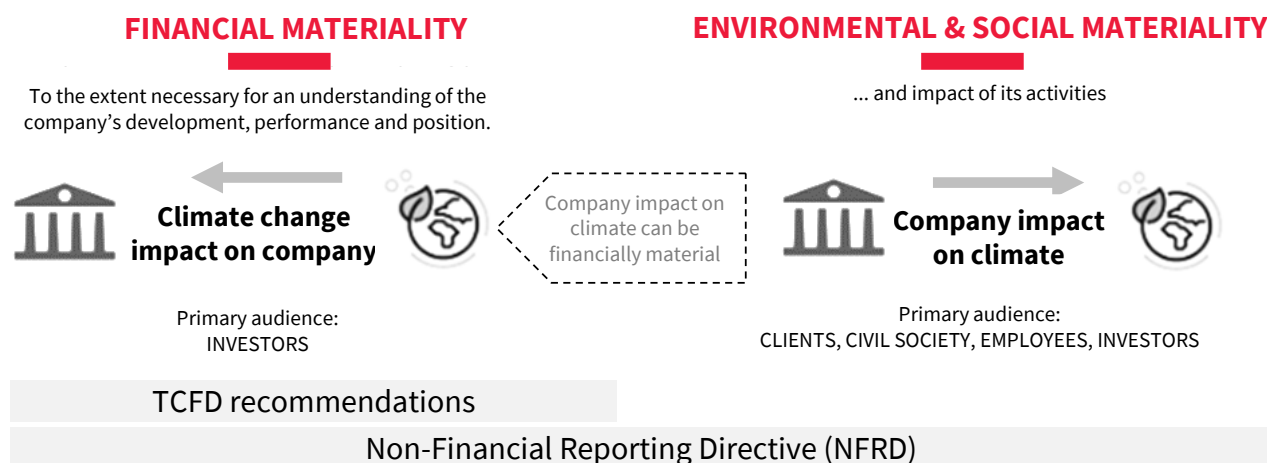 FINANCIAL MATERIALITY
To the extent necessary for an understanding of the
company's development, performance and position.
Climate change
impact on company
Primary audience:
INVESTORS
Company impact on
climate can be
financially material
ENVIRONMENTAL & SOCIAL MATERIALITY
... and impact of its activities
Company impact
on climate
Primary audience:
CLIENTS, CIVIL SOCIETY, EMPLOYEES, INVESTORS
TCFD recommendations
Non-Financial Reporting Directive (NFRD)